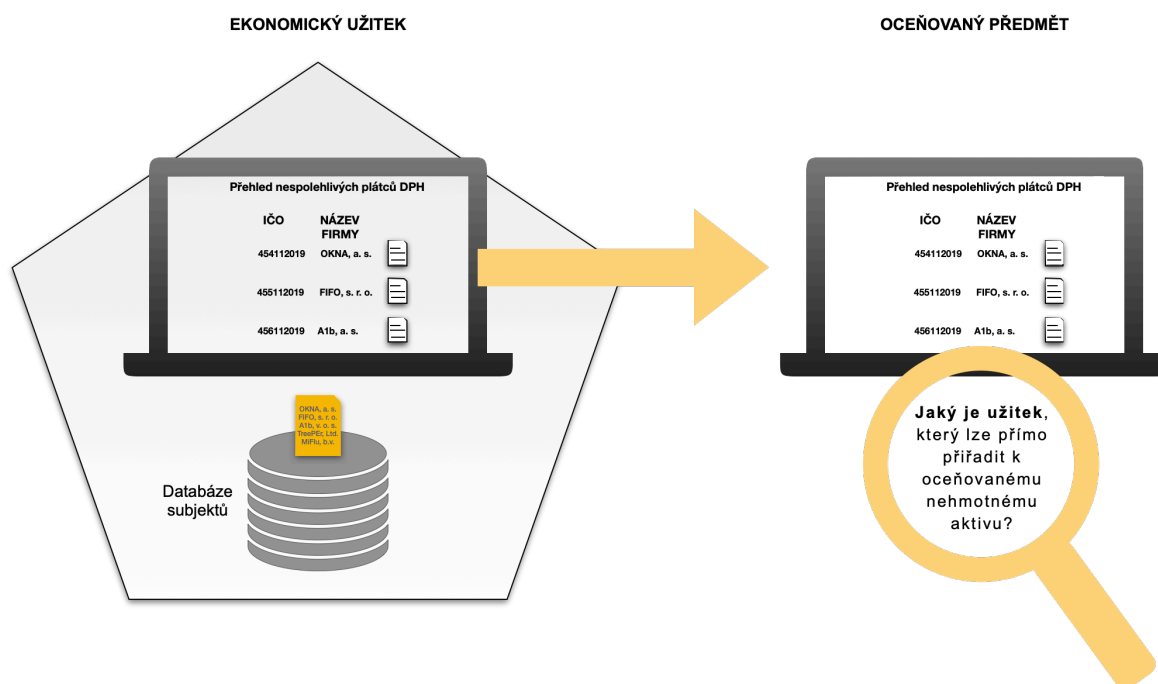 EKONOMICKÝ UŽITEK
OCEŇOVANÝ PŘEDMĚT
Přehled nespolehlivých plátců DPH
IČO NÁZEV
FIRMY
454112019 OKNA, a. s.
455112019 FIFO, s. r. o.
456112019 A1b, a. s.
OKNA, a. s.
FIFO, s. r. o.
A1b, v. o. s.
TreePEr, Ltd.
MiFlu, b.v.
Databáze
subjektů
Přehled nespolehlivých plátců DPH
IČO NÁZEV
FIRMY
454112019 OKNA, a. s.
455112019 FIFO, s. r. o.
456112019 A1b, a. s.
Jaký je užitek,
který lze přímo
přiřadit k
oceňovanému
nehmotnému
aktivu?